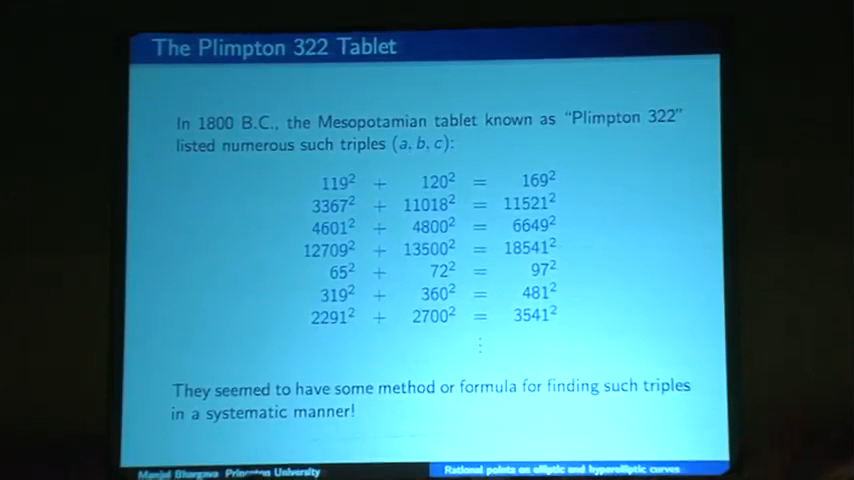 The Plimpton 322 Tablet
In 1800 B.C., the Mesopotamian tablet known as “Plimpton 322”
listed numerous such triples (a, b, c):
119² + 120² = 169²
3367² + 11018² = 11521²
4601² + 4800² = 6649²
12709² + 13500² = 18541²
65² + 72² = 97²
319² + 360² = 481²
2291² + 2700² = 3541²
⋮
They seemed to have some method or formula for finding such triples
in a systematic manner!
Manjul Bhargava Princeton University
Rational points on elliptic and hyperelliptic curves